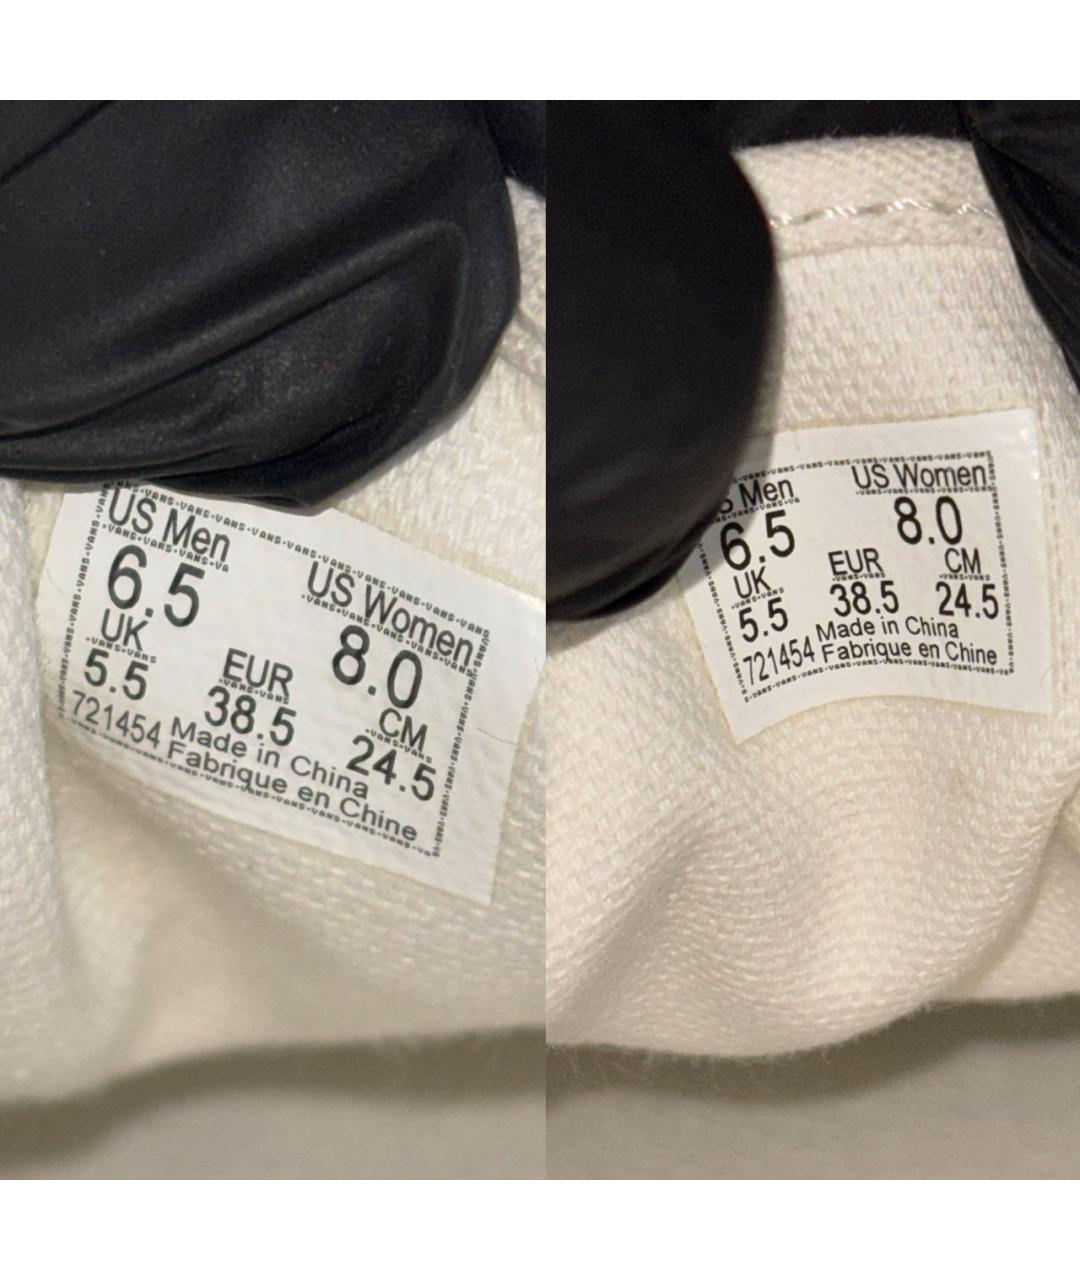 US Men
US Women
6.5
8.0
UK
EUR
CM
5.5
38.5
24.5
721454
Made in China
Fabrique en Chine
Men
US Women
6.5
8.0
UK
EUR
CM
5.5
38.5
24.5
721454
Made in China
Fabrique en Chine